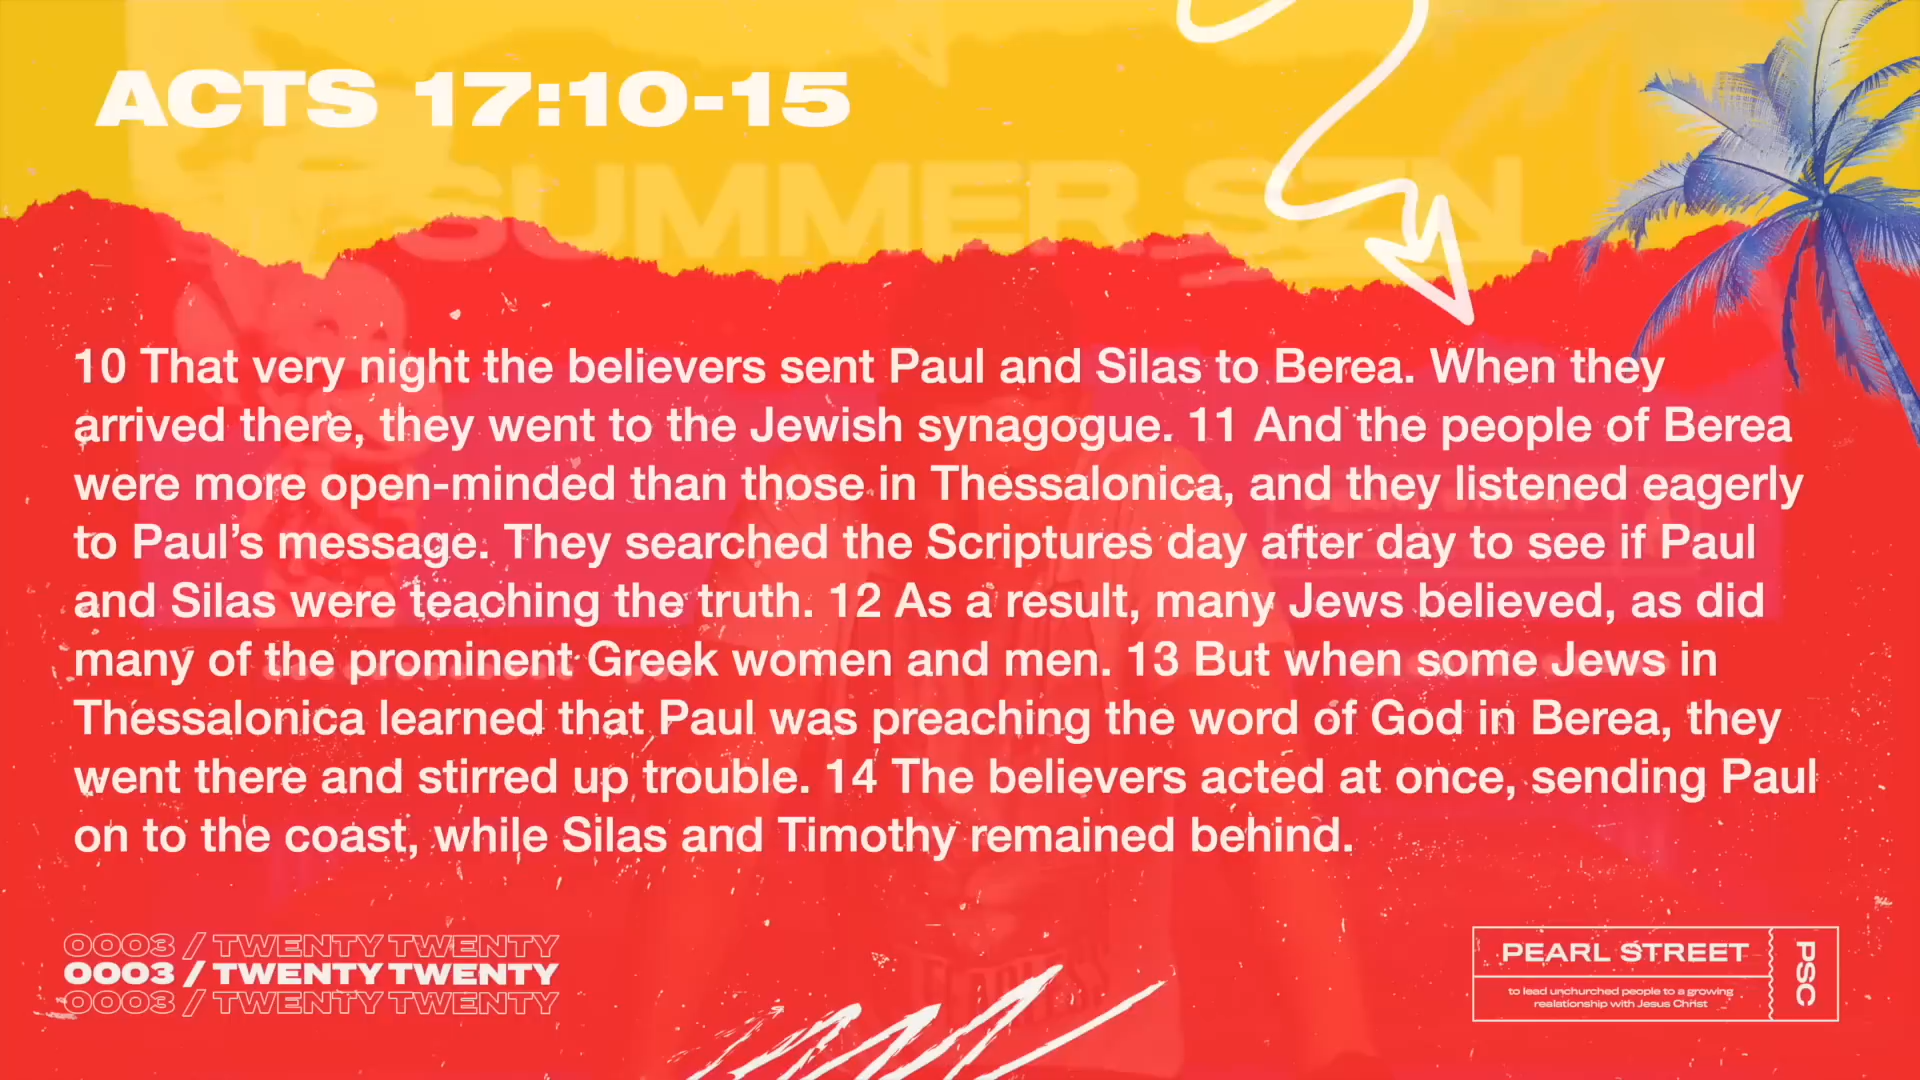 ACTS 17:10-15
SUMMER SZN
10 That very night the believers sent Paul and Silas to Berea. When they
arrived there, they went to the Jewish synagogue. 11 And the people of Berea
were more open-minded than those in Thessalonica, and they listened eagerly
to Paul’s message. They searched the Scriptures day after day to see if Paul
and Silas were teaching the truth. 12 As a result, many Jews believed, as did
many of the prominent Greek women and men. 13 But when some Jews in
Thessalonica learned that Paul was preaching the word of God in Berea, they
went there and stirred up trouble. 14 The believers acted at once, sending Paul
on to the coast, while Silas and Timothy remained behind.
0003 / TWENTY TWENTY
0003 / TWENTY TWENTY
0003 / TWENTY TWENTY
PEARL STREET
PSC
to lead unchurched people to a growing
realationship with Jesus Christ